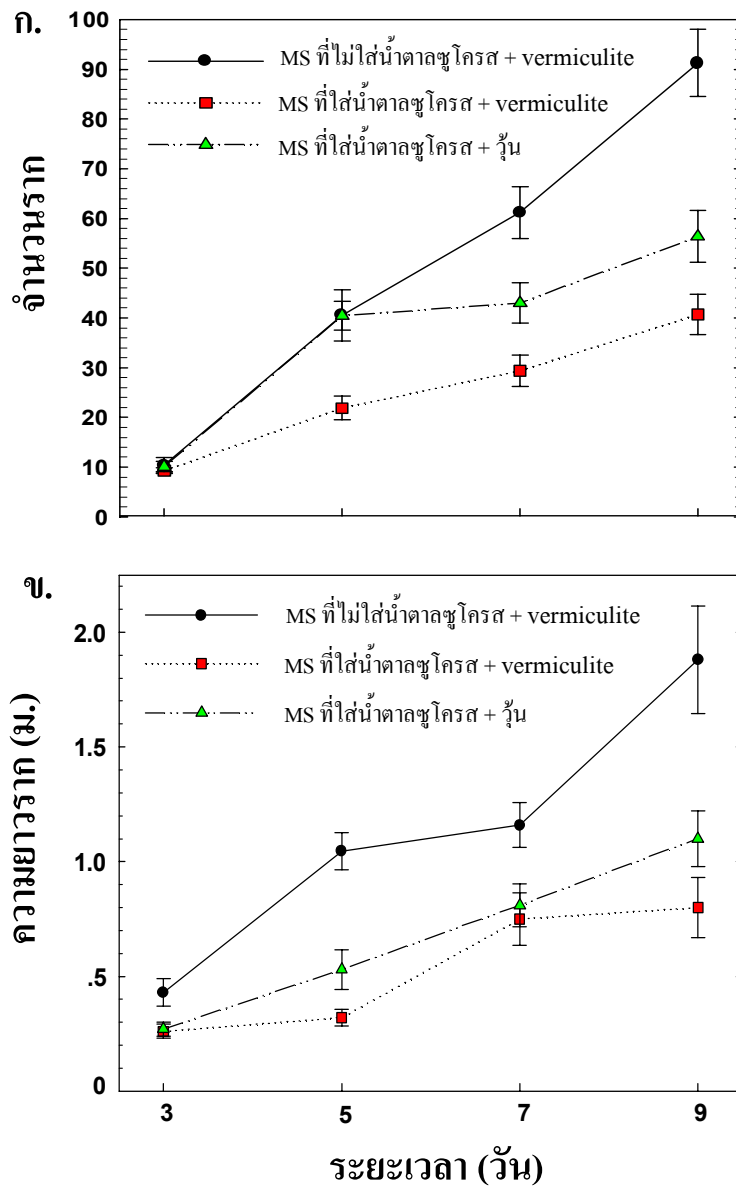 ก.
100
90
80
70
60
50
40
30
20
10
0
จำนวนราก
MS ที่ไม่ใส่น้ำตาลซูโครส + vermiculite
MS ที่ใส่น้ำตาลซูโครส + vermiculite
MS ที่ใส่น้ำตาลซูโครส + วุ้น
ข.
2.0
1.5
1.0
.5
0
ความยาวราก (ม.)
MS ที่ไม่ใส่น้ำตาลซูโครส + vermiculite
MS ที่ใส่น้ำตาลซูโครส + vermiculite
MS ที่ใส่น้ำตาลซูโครส + วุ้น
3 5 7 9
ระยะเวลา (วัน)